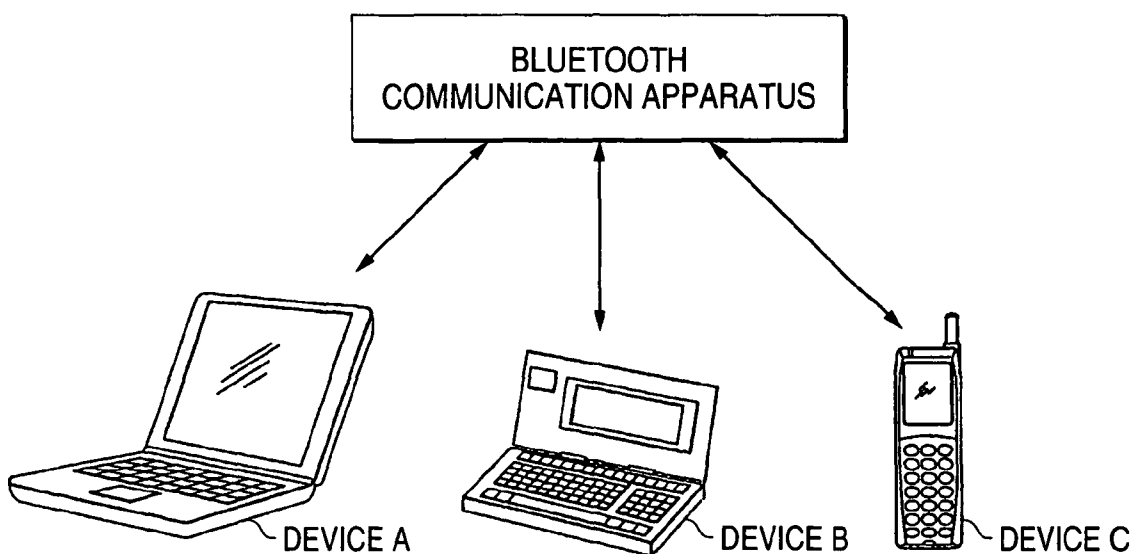 BLUETOOTH
COMMUNICATION APPARATUS
DEVICE A
DEVICE B
DEVICE C